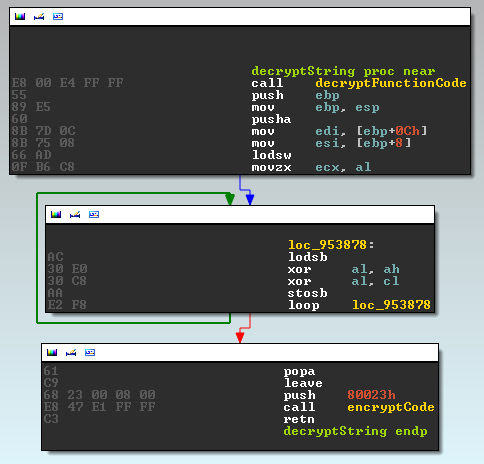 decryptString proc near
E8 00 E4 FF FF call decryptFunctionCode
55 push ebp
89 E5 mov ebp, esp
60 pusha
8B 7D 0C mov edi, [ebp+0Ch]
8B 75 08 mov esi, [ebp+8]
66 AD lodsw
0F B6 C8 movzx ecx, al
loc_953878:
AC lodsb
30 E0 xor al, ah
30 C8 xor al, cl
AA stosb
E2 F8 loop loc_953878
61 popa
C9 leave
68 23 00 08 00 push 80023h
E8 47 E1 FF FF call encryptCode
C3 retn
decryptString endp